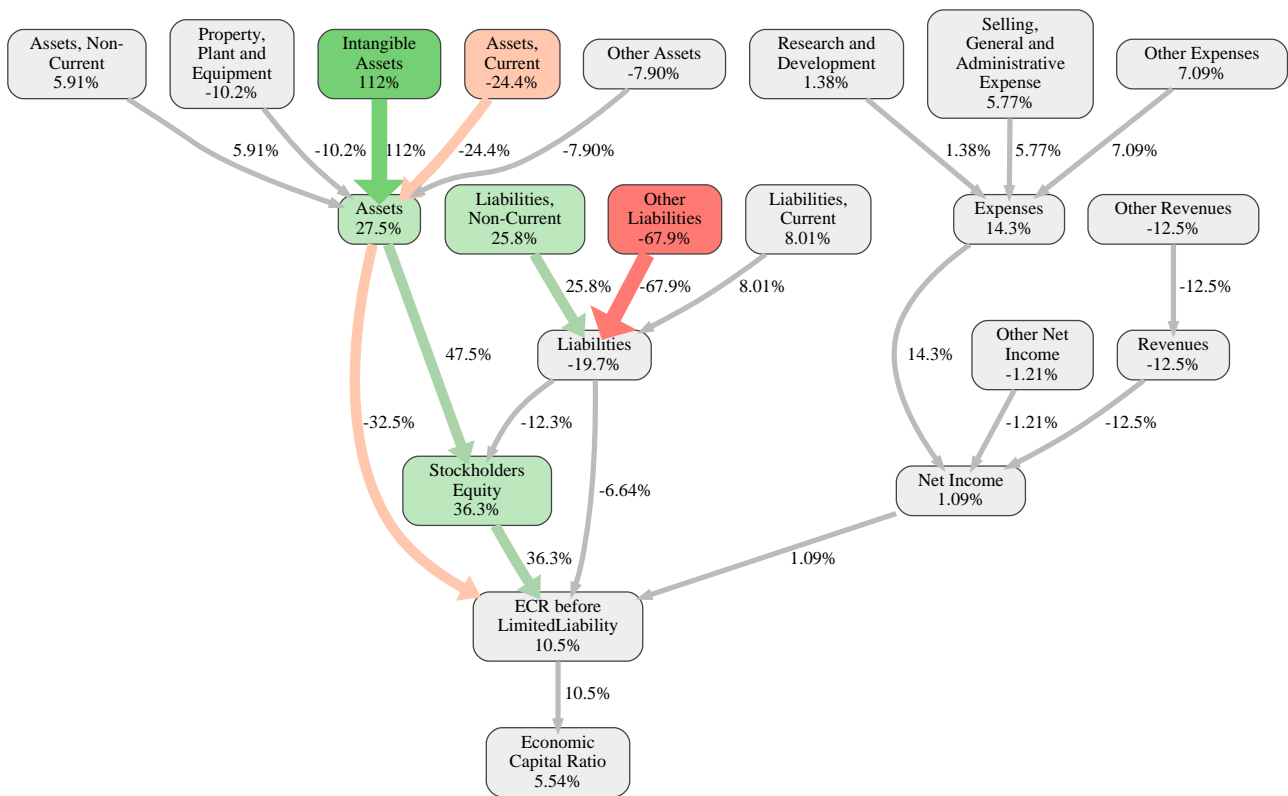 Assets, Non-
Current
5.91%
Property,
Plant and
Equipment
-10.2%
Intangible
Assets
112%
Assets,
Current
-24.4%
Other Assets
-7.90%
Research and
Development
1.38%
Selling,
General and
Administrative
Expense
5.77%
Other Expenses
7.09%
5.91%
-10.2%
112%
-24.4%
-7.90%
1.38%
5.77%
7.09%
Assets
27.5%
Liabilities,
Non-Current
25.8%
Other
Liabilities
-67.9%
Liabilities,
Current
8.01%
Expenses
14.3%
Other Revenues
-12.5%
25.8%
-67.9%
8.01%
-12.5%
47.5%
Liabilities
-19.7%
14.3%
Other Net
Income
-1.21%
Revenues
-12.5%
-32.5%
-12.3%
-1.21%
-12.5%
Stockholders
Equity
36.3%
-6.64%
Net Income
1.09%
36.3%
1.09%
ECR before
LimitedLiability
10.5%
10.5%
Economic
Capital Ratio
5.54%